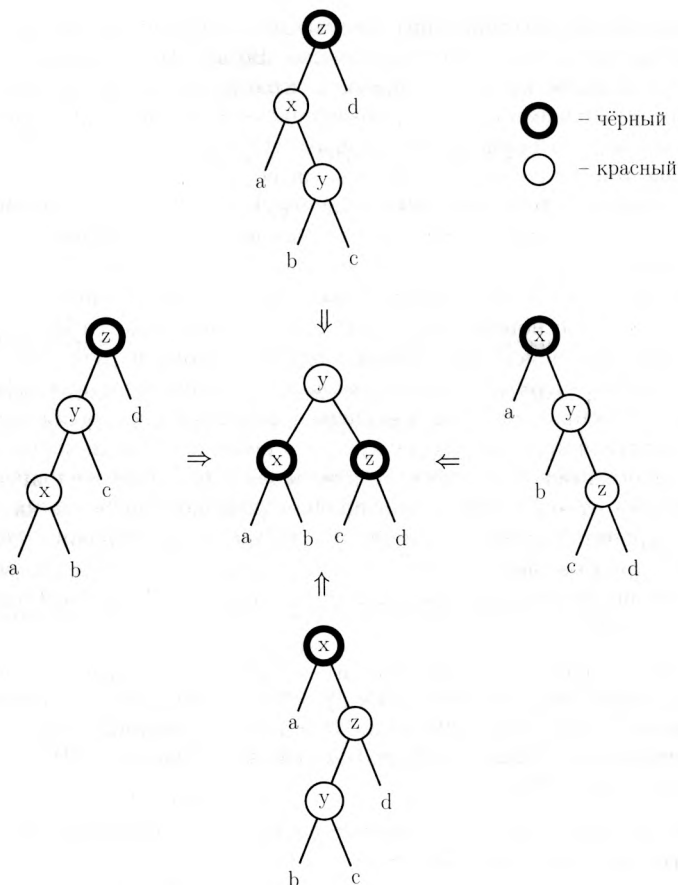 z
x d
– чёрный
a y
– красный
b c
⇓
z x
y d y a y
⇒ x z ⇐
x c b z
a b c d
a b c d
⇑
x
a z
y d
b c